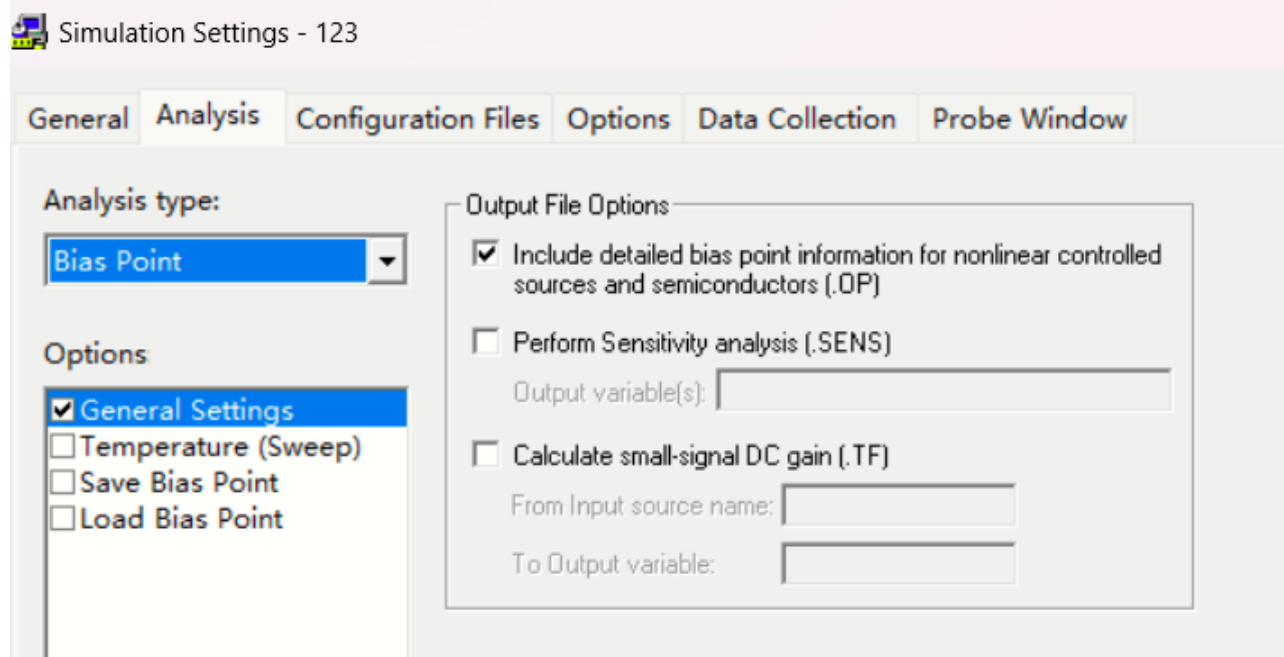 Simulation Settings - 123
General Analysis Configuration Files Options Data Collection Probe Window
Analysis type:
Bias Point
Options
General Settings
Temperature (Sweep)
Save Bias Point
Load Bias Point
Output File Options
Include detailed bias point information for nonlinear controlled
sources and semiconductors (.OP)
Perform Sensitivity analysis (.SENS)
Output variable(s):
Calculate small-signal DC gain (.TF)
From Input source name:
To Output variable: